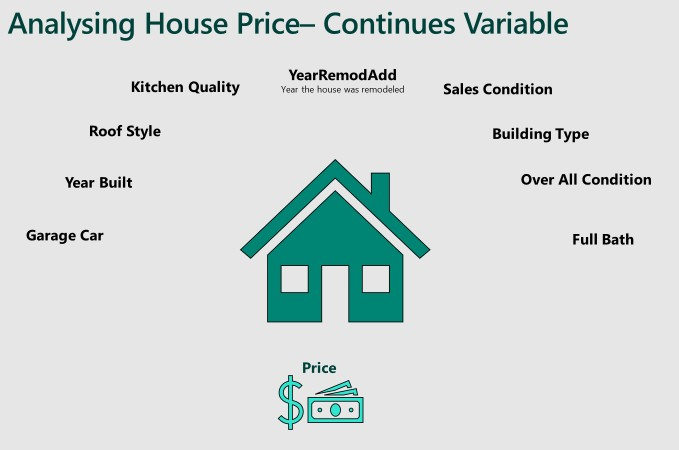 Analysing House Price– Continues Variable
YearRemodAdd
Year the house was remodeled
Kitchen Quality
Sales Condition
Roof Style
Building Type
Year Built
Over All Condition
Garage Car
Full Bath
Price